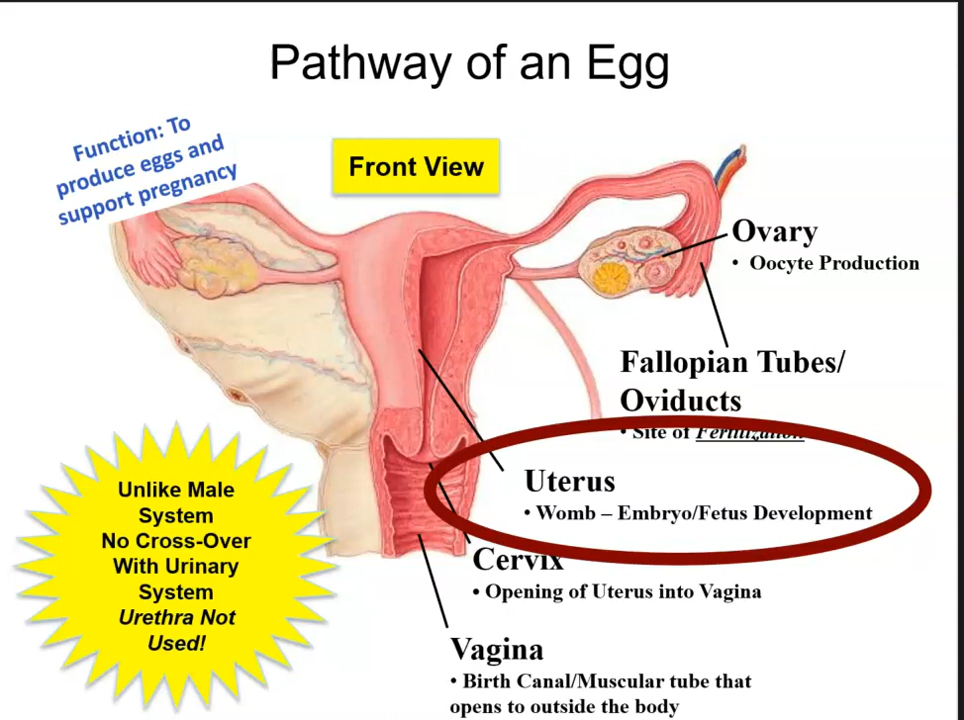 Pathway of an Egg
Function: To
produce eggs and
support pregnancy
Front View
Ovary
• Oocyte Production
Fallopian Tubes/
Oviducts
• Site of Fertilization
Uterus
• Womb – Embryo/Fetus Development
Cervix
• Opening of Uterus into Vagina
Vagina
• Birth Canal/Muscular tube that
opens to outside the body
Unlike Male
System
No Cross-Over
With Urinary
System
Urethra Not
Used!